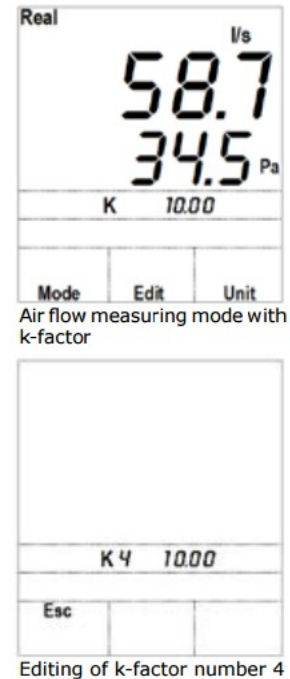 Real
l/s
58.7
34.5 Pa
K 10.00
Mode Edit Unit
Air flow measuring mode with
k-factor
K 4 10.00
Esc
Editing of k-factor number 4